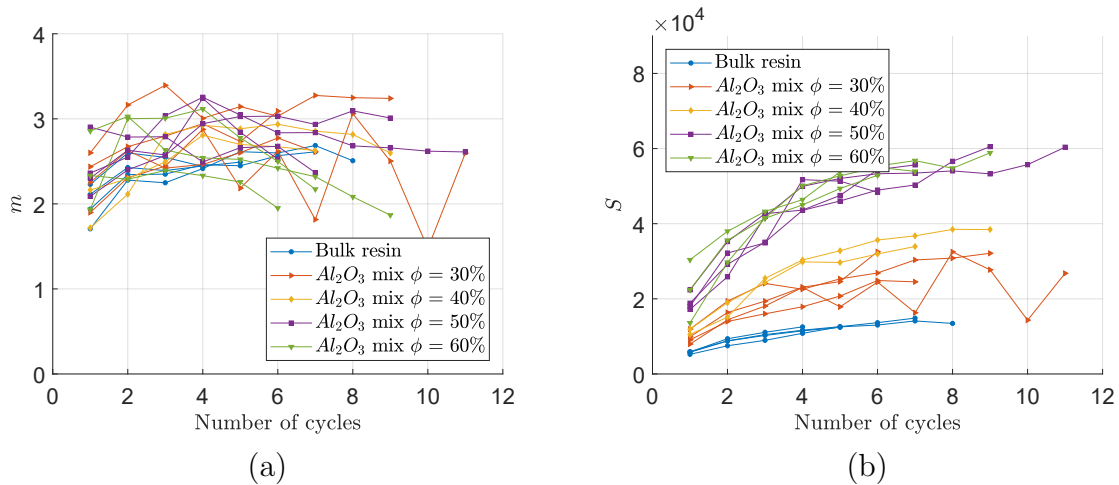 4
3
2
1
0
0 2 4 6 8 10 12
m
Number of cycles
Bulk resin
Al₂O₃ mix ϕ = 30%
Al₂O₃ mix ϕ = 40%
Al₂O₃ mix ϕ = 50%
Al₂O₃ mix ϕ = 60%
(a)
×10⁴
8
6
4
2
0
0 2 4 6 8 10 12
S
Number of cycles
Bulk resin
Al₂O₃ mix ϕ = 30%
Al₂O₃ mix ϕ = 40%
Al₂O₃ mix ϕ = 50%
Al₂O₃ mix ϕ = 60%
(b)